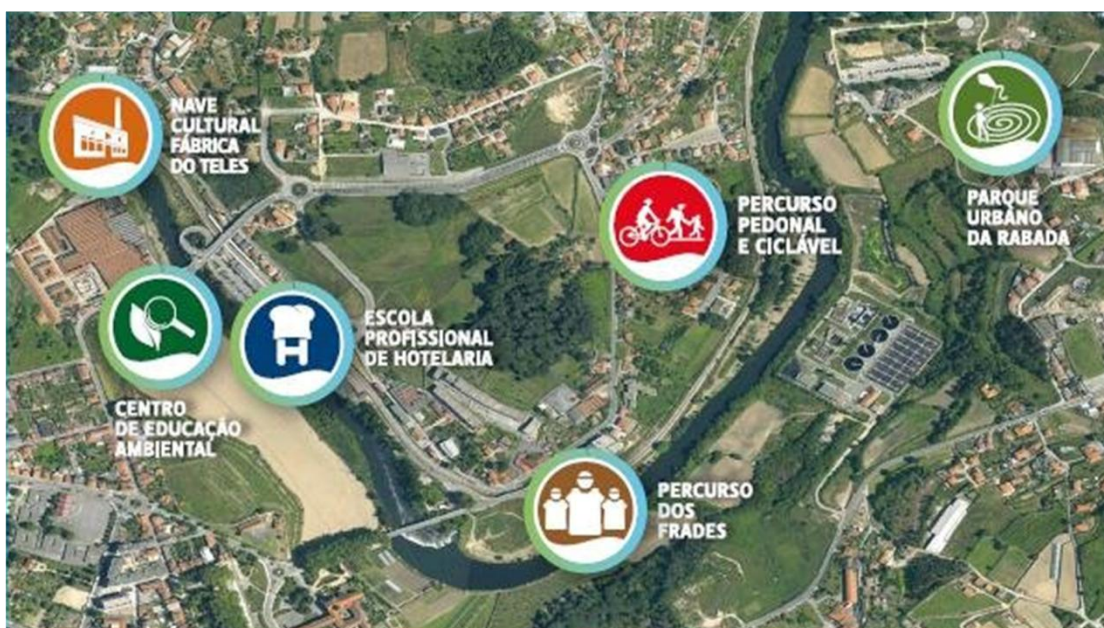 NAVE
CULTURAL
FÁBRICA
DO TELES
PERCURSO
PEDONAL
E CICLÁVEL
PARQUE
URBÂNO
DA RABADA
ESCOLA
PROFISSIONAL
DE HOTELARIA
CENTRO
DE EDUCAÇÃO
AMBIENTAL
PERCURSO
DOS
FRADES